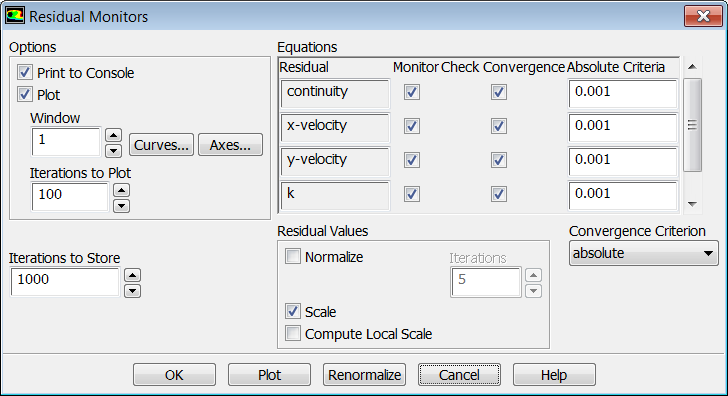 Residual Monitors
Options
Print to Console
Plot
Window
1
Curves...
Axes...
Iterations to Plot
100
Iterations to Store
1000
Equations
Residual Monitor Check Convergence Absolute Criteria
continuity 0.001
x-velocity 0.001
y-velocity 0.001
k 0.001
Residual Values
Normalize
Iterations
5
Scale
Compute Local Scale
Convergence Criterion
absolute
OK Plot Renormalize Cancel Help